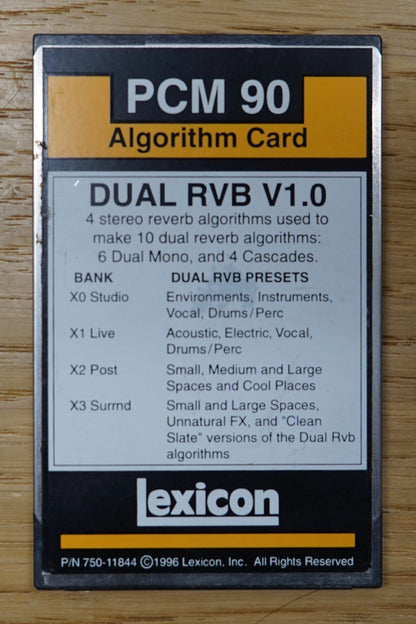 PCM 90
Algorithm Card
DUAL RVB V1.0
4 stereo reverb algorithms used to
make 10 dual reverb algorithms:
6 Dual Mono, and 4 Cascades.
BANK DUAL RVB PRESETS
X0 Studio Environments, Instruments,
Vocal, Drums/Perc
X1 Live Acoustic, Electric, Vocal,
Drums/Perc
X2 Post Small, Medium and Large
Spaces and Cool Places
X3 Surrnd Small and Large Spaces,
Unnatural FX, and "Clean
Slate" versions of the Dual Rvb
algorithms
Lexicon
P/N 750-11844 ©1996 Lexicon, Inc. All Rights Reserved